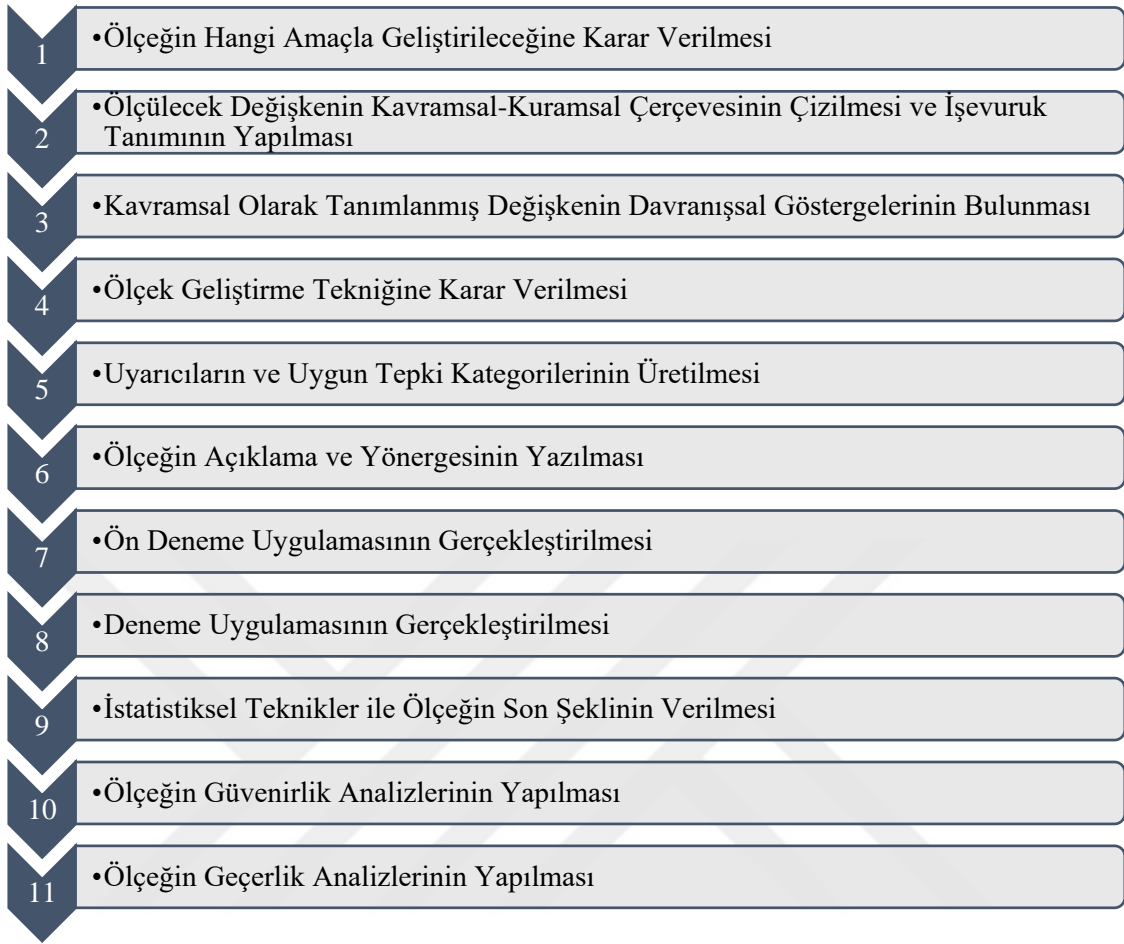 1
•Ölçeğin Hangi Amaçla Geliştirileceğine Karar Verilmesi
2
•Ölçülecek Değişkenin Kavramsal-Kuramsal Çerçevesinin Çizilmesi ve İşevuruk
Tanımının Yapılması
3
•Kavramsal Olarak Tanımlanmış Değişkenin Davranışsal Göstergelerinin Bulunması
4
•Ölçek Geliştirme Tekniğine Karar Verilmesi
5
•Uyarıcıların ve Uygun Tepki Kategorilerinin Üretilmesi
6
•Ölçeğin Açıklama ve Yönergesinin Yazılması
7
•Ön Deneme Uygulamasının Gerçekleştirilmesi
8
•Deneme Uygulamasının Gerçekleştirilmesi
9
•İstatistiksel Teknikler ile Ölçeğin Son Şeklinin Verilmesi
10
•Ölçeğin Güvenirlik Analizlerinin Yapılması
11
•Ölçeğin Geçerlik Analizlerinin Yapılması